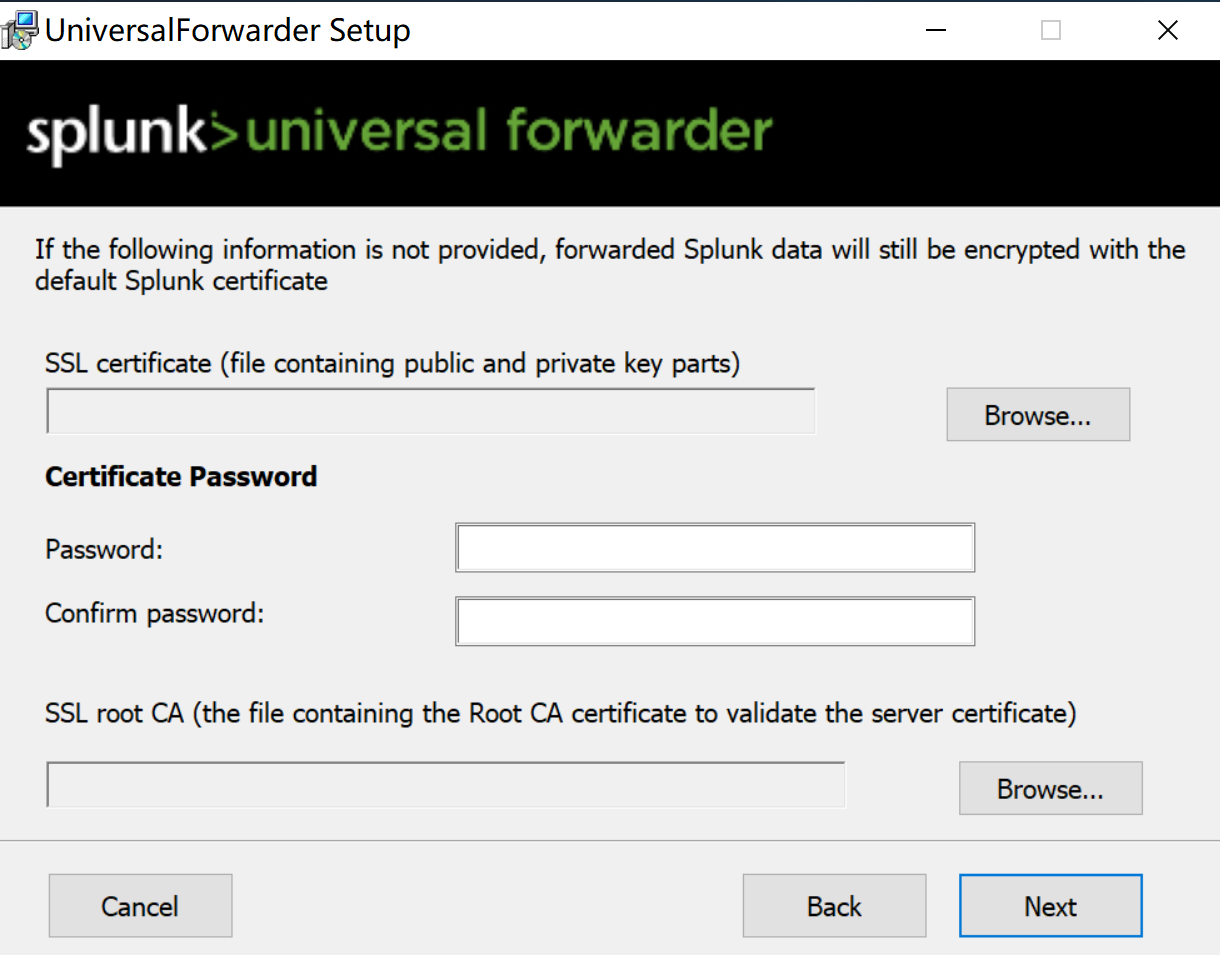 UniversalForwarder Setup
splunk>universal forwarder
If the following information is not provided, forwarded Splunk data will still be encrypted with the
default Splunk certificate
SSL certificate (file containing public and private key parts)
Browse...
Certificate Password
Password:
Confirm password:
SSL root CA (the file containing the Root CA certificate to validate the server certificate)
Browse...
Cancel
Back
Next